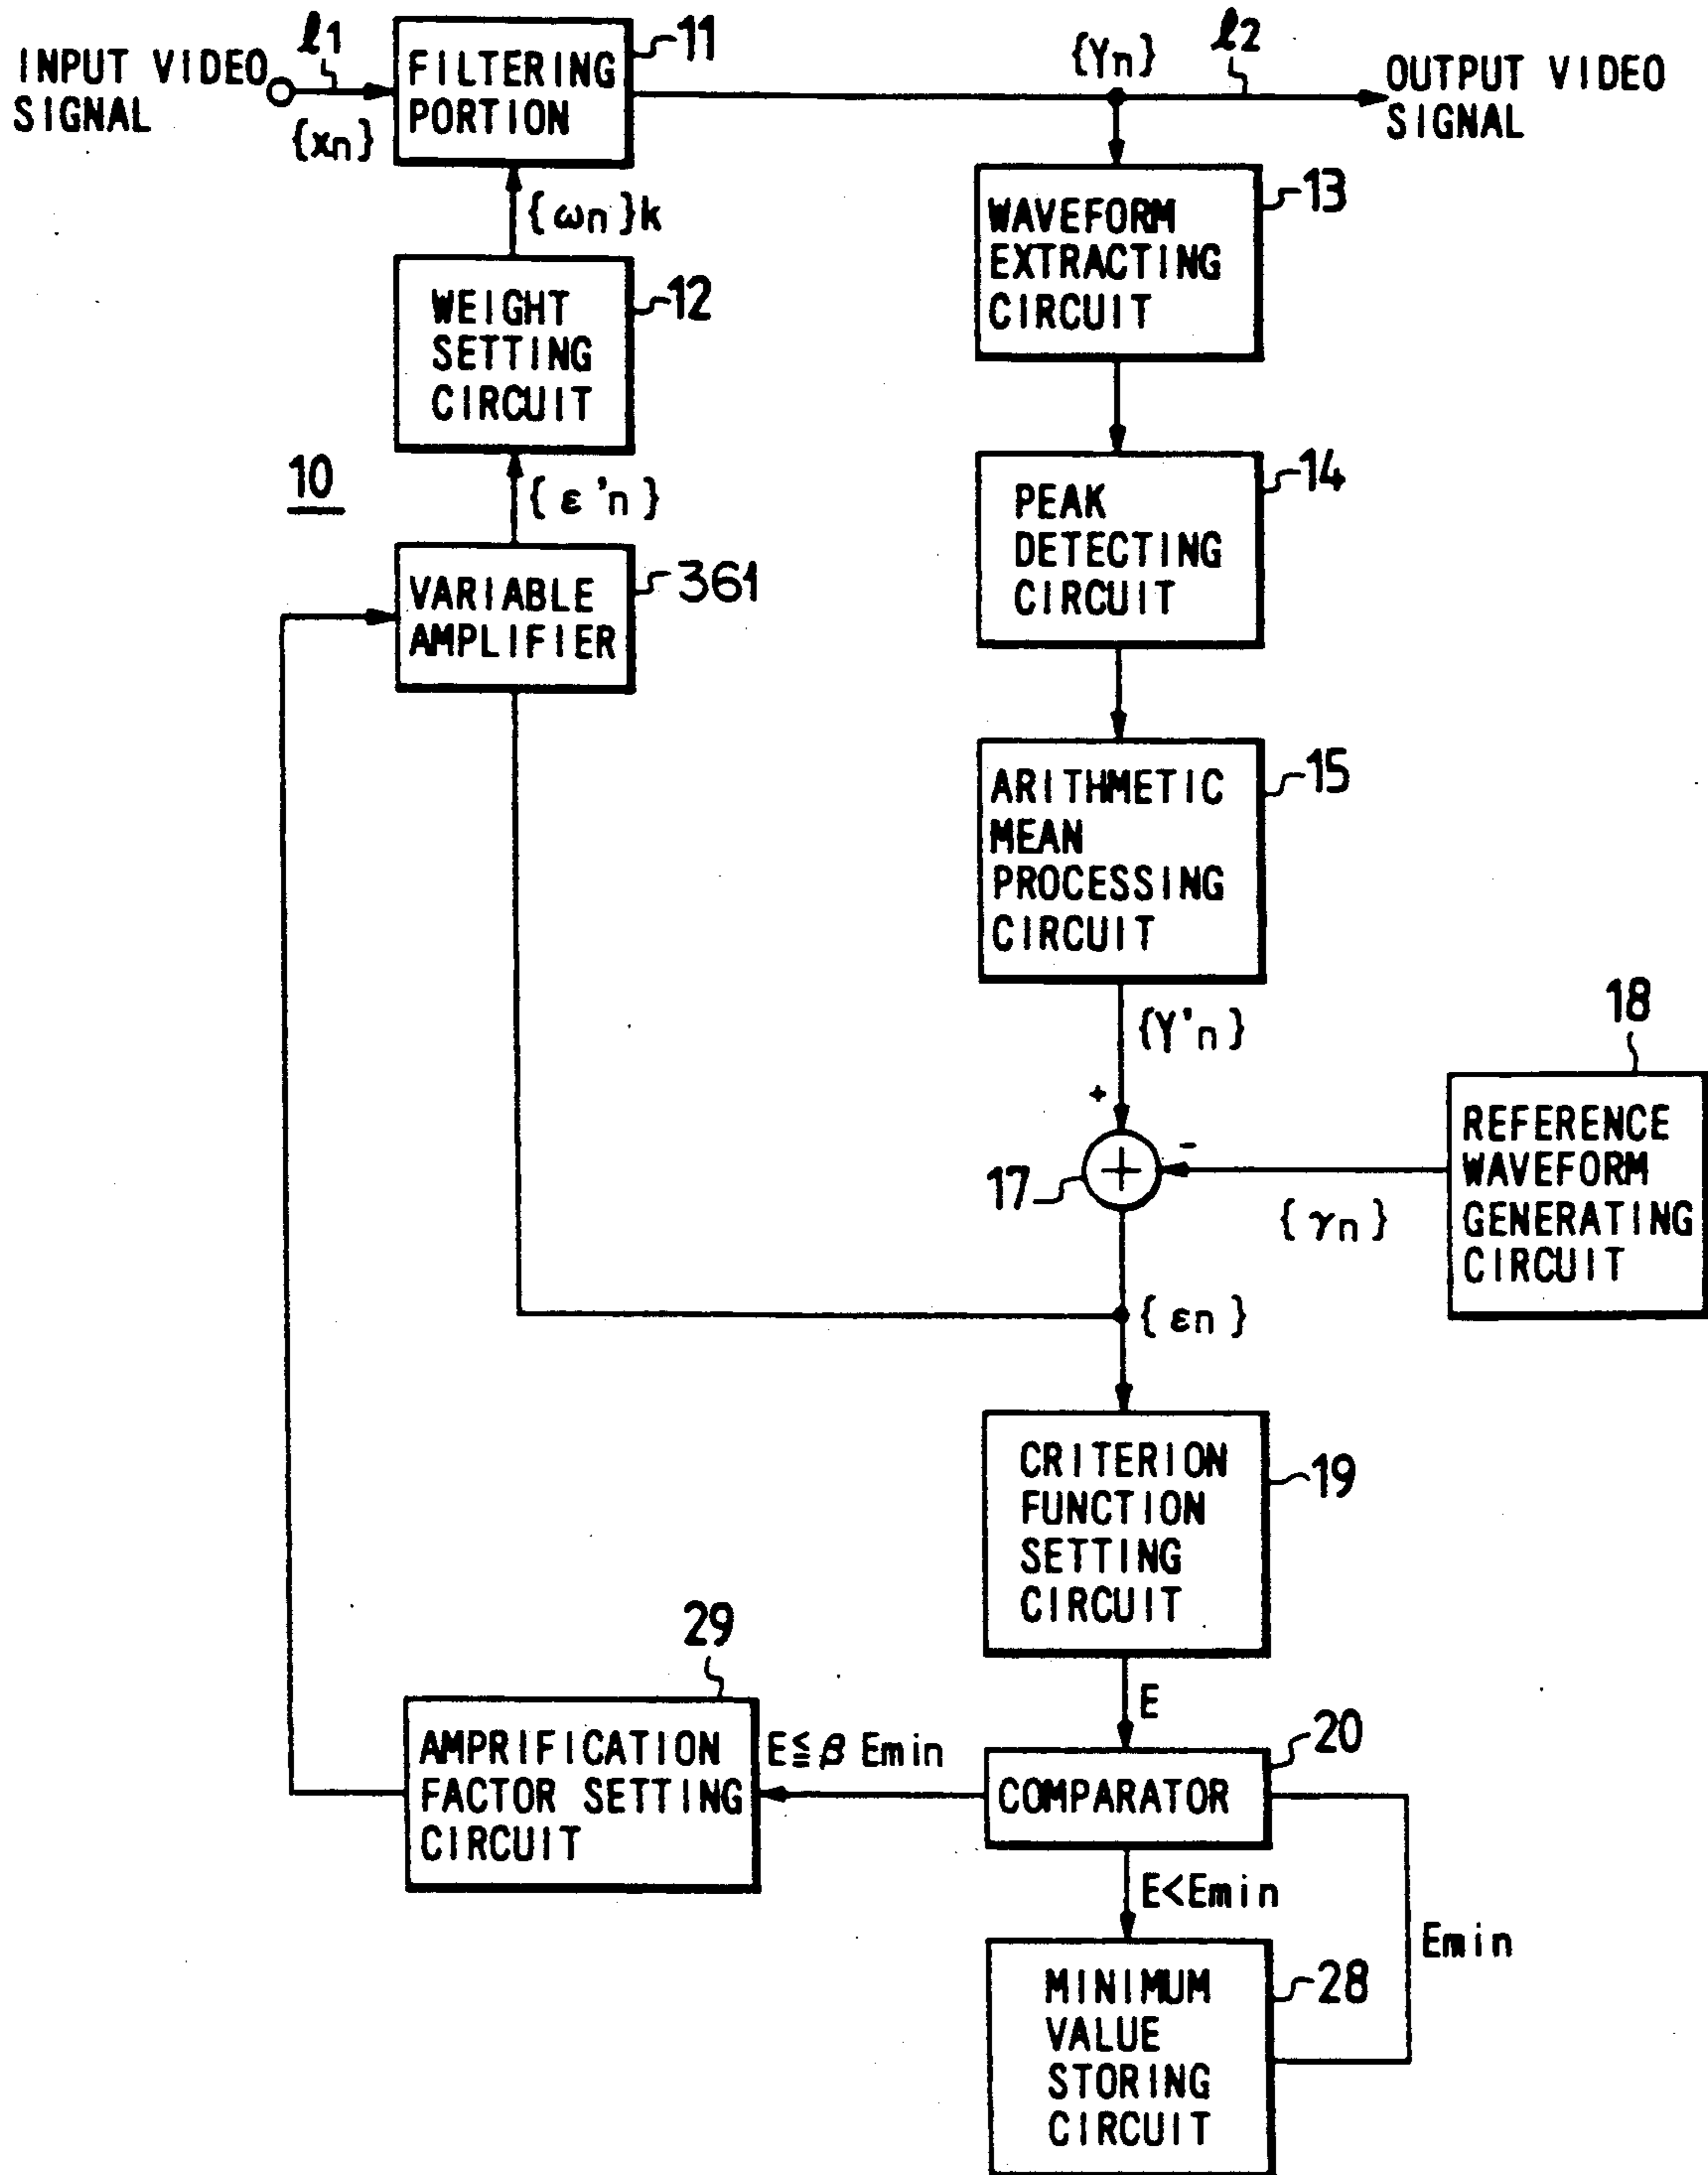 INPUT VIDEO
SIGNAL
ℓ1
{xn}
FILTERING
PORTION
11
{Yn}
ℓ2
OUTPUT VIDEO
SIGNAL
{ωn}k
WEIGHT
SETTING
CIRCUIT
12
WAVEFORM
EXTRACTING
CIRCUIT
13
10
{ε'n}
VARIABLE
AMPLIFIER
361
PEAK
DETECTING
CIRCUIT
14
ARITHMETIC
MEAN
PROCESSING
CIRCUIT
15
{Y'n}
+
-
+
17
{γn}
18
REFERENCE
WAVEFORM
GENERATING
CIRCUIT
{εn}
CRITERION
FUNCTION
SETTING
CIRCUIT
19
E
29
AMPRIFICATION
FACTOR SETTING
CIRCUIT
E≦β Emin
COMPARATOR
20
E<Emin
Emin
MINIMUM
VALUE
STORING
CIRCUIT
28